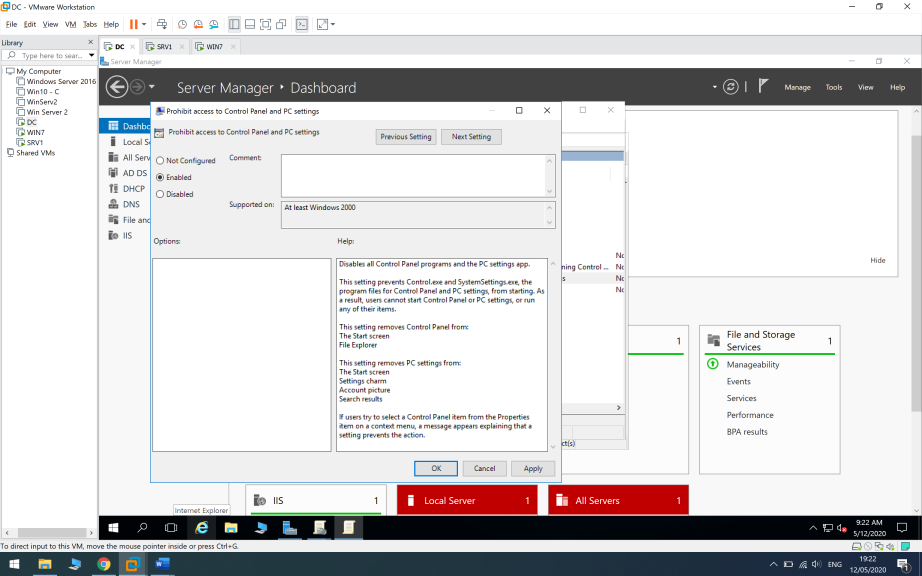 DC - VMware Workstation
File Edit View VM Tabs Help
Library
Type here to sear...
My Computer
Windows Server 2016
Win10 - C
WinServ2
Win Server 2
DC
WIN7
SRV1
Shared VMs
DC
SRV1
WIN7
Server Manager
Server Manager
Dashboard
Manage
Tools
View
Help
Dashbo
Local Se
All Serv
AD DS
DHCP
DNS
File and
IIS
Prohibit access to Control Panel and PC settings
Prohibit access to Control Panel and PC settings
Previous Setting
Next Setting
Not Configured
Enabled
Disabled
Comment:
Supported on:
At least Windows 2000
Options:
Help:
Disables all Control Panel programs and the PC settings app.
This setting prevents Control.exe and SystemSettings.exe, the
program files for Control Panel and PC settings, from starting. As
a result, users cannot start Control Panel or PC settings, or run
any of their items.
This setting removes Control Panel from:
The Start screen
File Explorer
This setting removes PC settings from:
The Start screen
Settings charm
Account picture
Search results
If users try to select a Control Panel item from the Properties
item on a context menu, a message appears explaining that a
setting prevents the action.
OK
Cancel
Apply
No
ning Control ... No
s No
No
ct(s)
Hide
1
File and Storage
Services
1
Manageability
Events
Services
Performance
BPA results
IIS 1
Local Server 1
All Servers 1
Internet Explorer
9:22 AM
5/12/2020
To direct input to this VM, move the mouse pointer inside or press Ctrl+G.
ENG
19:22
12/05/2020